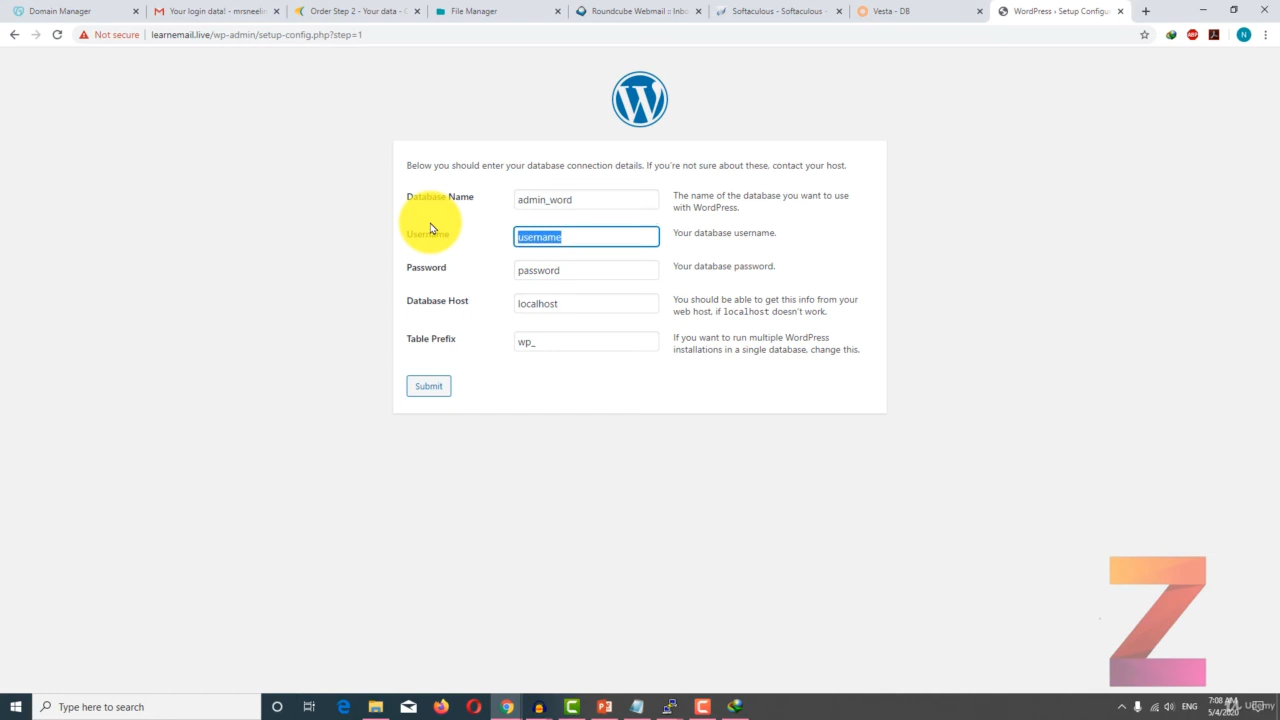 Domain Manager
Your login data! - mrsneelim
Order Step 2 - Your data - C
File Manager
Roundcube Webmail :: Inbo
Softaculous - Softaculous -
Vesta - DB
WordPress › Setup Configur
Not secure
learnemail.live/wp-admin/setup-config.php?step=1
ABP
N
W
Below you should enter your database connection details. If you're not sure about these, contact your host.
Database Name
admin_word
The name of the database you want to use
with WordPress.
Username
username
Your database username.
Password
password
Your database password.
Database Host
localhost
You should be able to get this info from your
web host, if localhost doesn't work.
Table Prefix
wp_
If you want to run multiple WordPress
installations in a single database, change this.
Submit
Z
Type here to search
ENG
7:08 AM
5/4/2020
Udemy